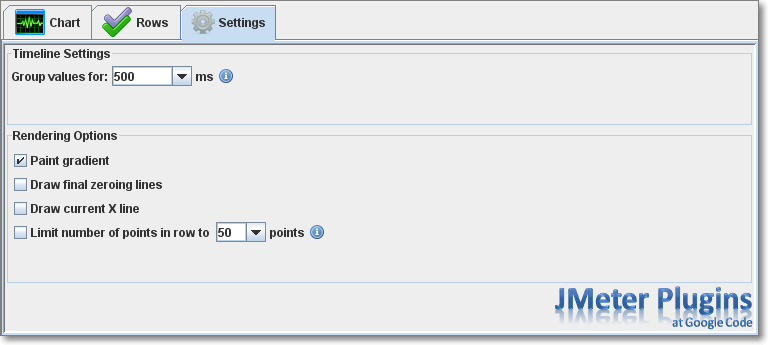 Chart Rows Settings
Timeline Settings
Group values for: 500 ms
Rendering Options
Paint gradient
Draw final zeroing lines
Draw current X line
Limit number of points in row to 50 points
JMeter Plugins
at Google Code